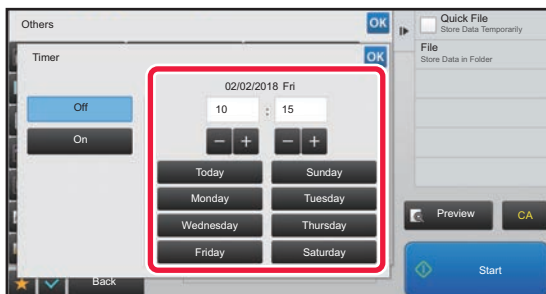 Others
OK
Quick File
Store Data Temporarily
File
Store Data in Folder
Timer
OK
02/02/2018 Fri
Off
10 : 15
On
− + − +
Today Sunday
Monday Tuesday
Wednesday Thursday
Friday Saturday
Preview
CA
Back
Start